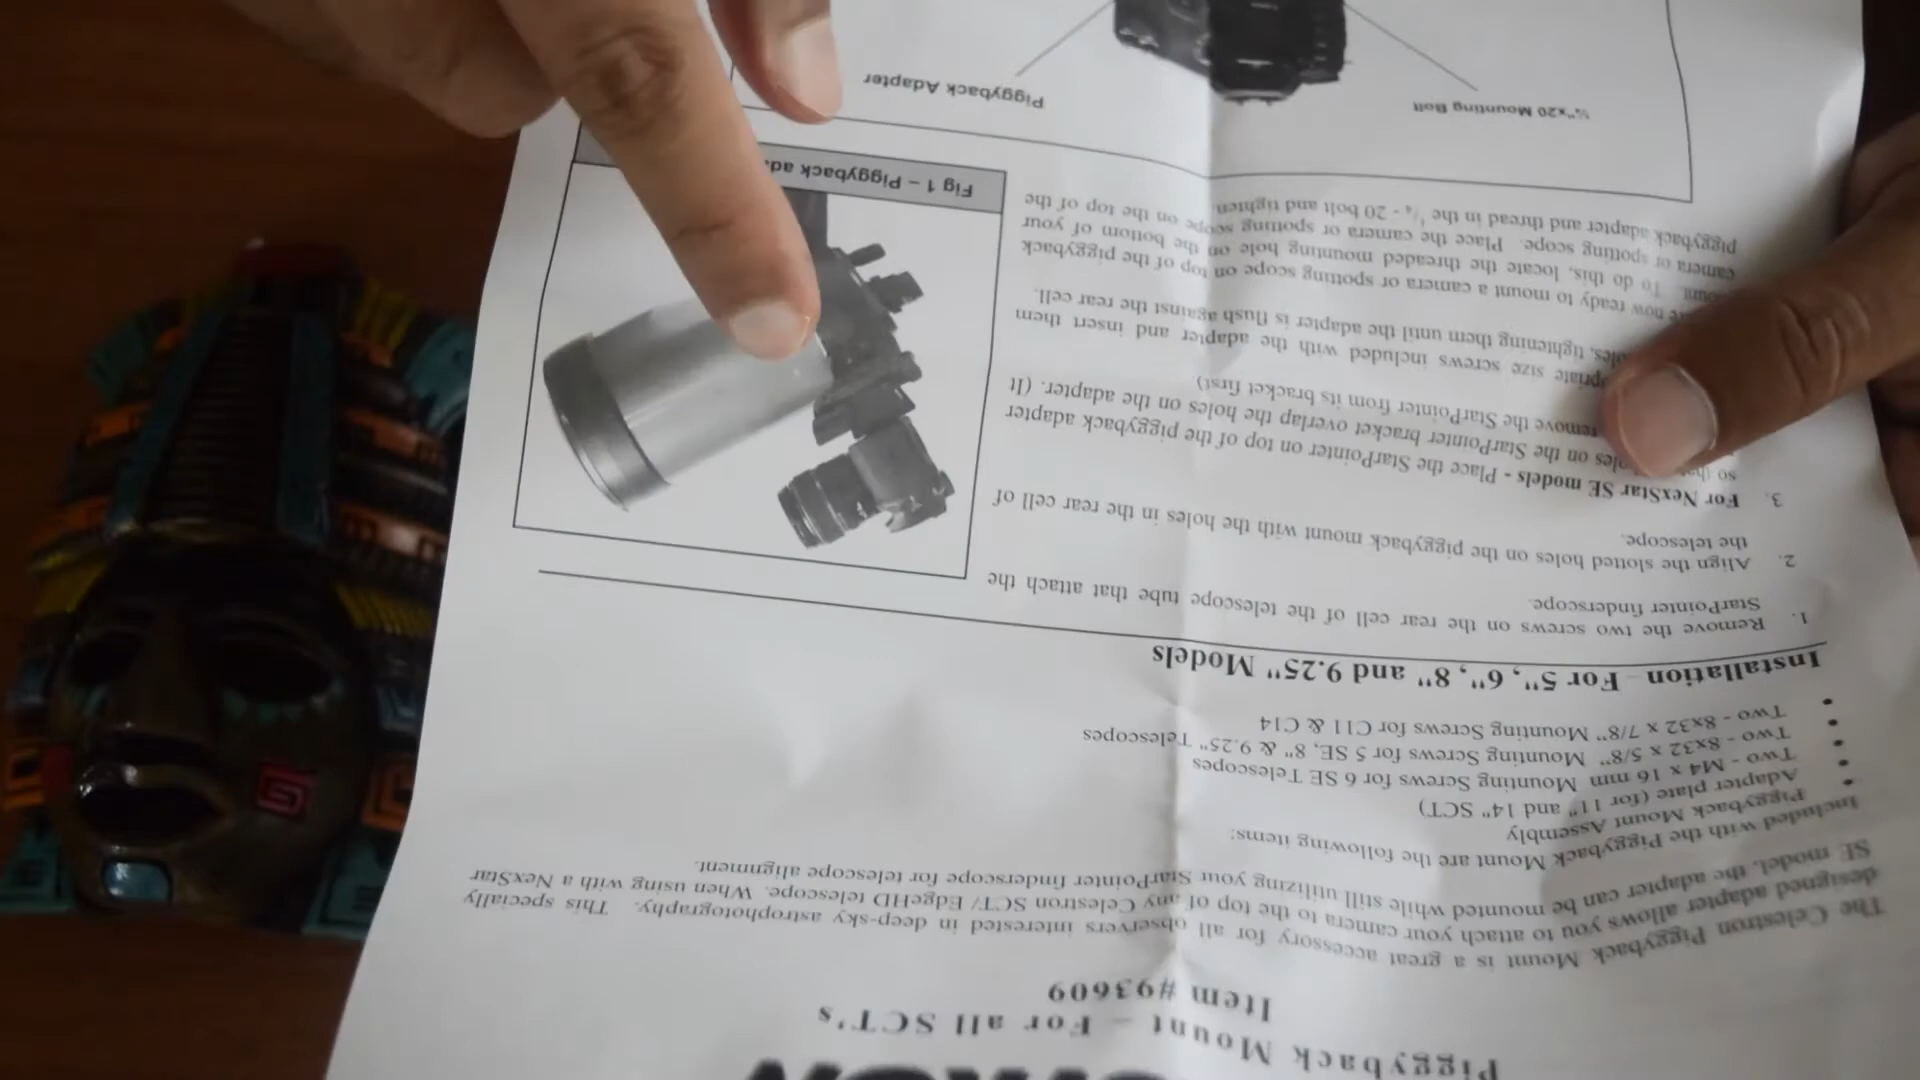 Piggyback Mount – For all SCT's
Item #93609
The Celestron Piggyback Mount is a great accessory for all observers interested in deep-sky astrophotography. This specially
designed adapter allows you to attach your camera to the top of any Celestron SCT/ EdgeHD telescope. When using with a NexStar
SE model, the adapter can be mounted while still utilizing your StarPointer finderscope for telescope alignment.
Included with the Piggyback Mount are the following items:
Piggyback Mount Assembly
Adapter plate (for 11" and 14" SCT)
Two - M4 x 16 mm Mounting Screws for 6 SE Telescopes
Two - 8x32 x 5/8" Mounting Screws for 5 SE, 8" & 9.25" Telescopes
Two - 8x32 x 7/8" Mounting Screws for C11 & C14
Installation – For 5", 6", 8" and 9.25" Models
1. Remove the two screws on the rear cell of the telescope tube that attach the
StarPointer finderscope.
2. Align the slotted holes on the piggyback mount with the holes in the rear cell of
the telescope.
3. For NexStar SE models - Place the StarPointer on top of the piggyback adapter
so on the StarPointer bracket overlap the holes on the adapter. (It
remove the StarPointer from its bracket first)
size screws included with the adapter and insert them
tightening them until the adapter is flush against the rear cell.
now ready to mount a camera or spotting scope on top of the piggyback
To do this, locate the threaded mounting hole on the bottom of your
camera or spotting scope. Place the camera or spotting scope on the top of the
piggyback adapter and thread in the 1/4 - 20 bolt and tighten.
Fig 1 – Piggyback
¼"x20 Mounting Bolt
Piggyback Adapter